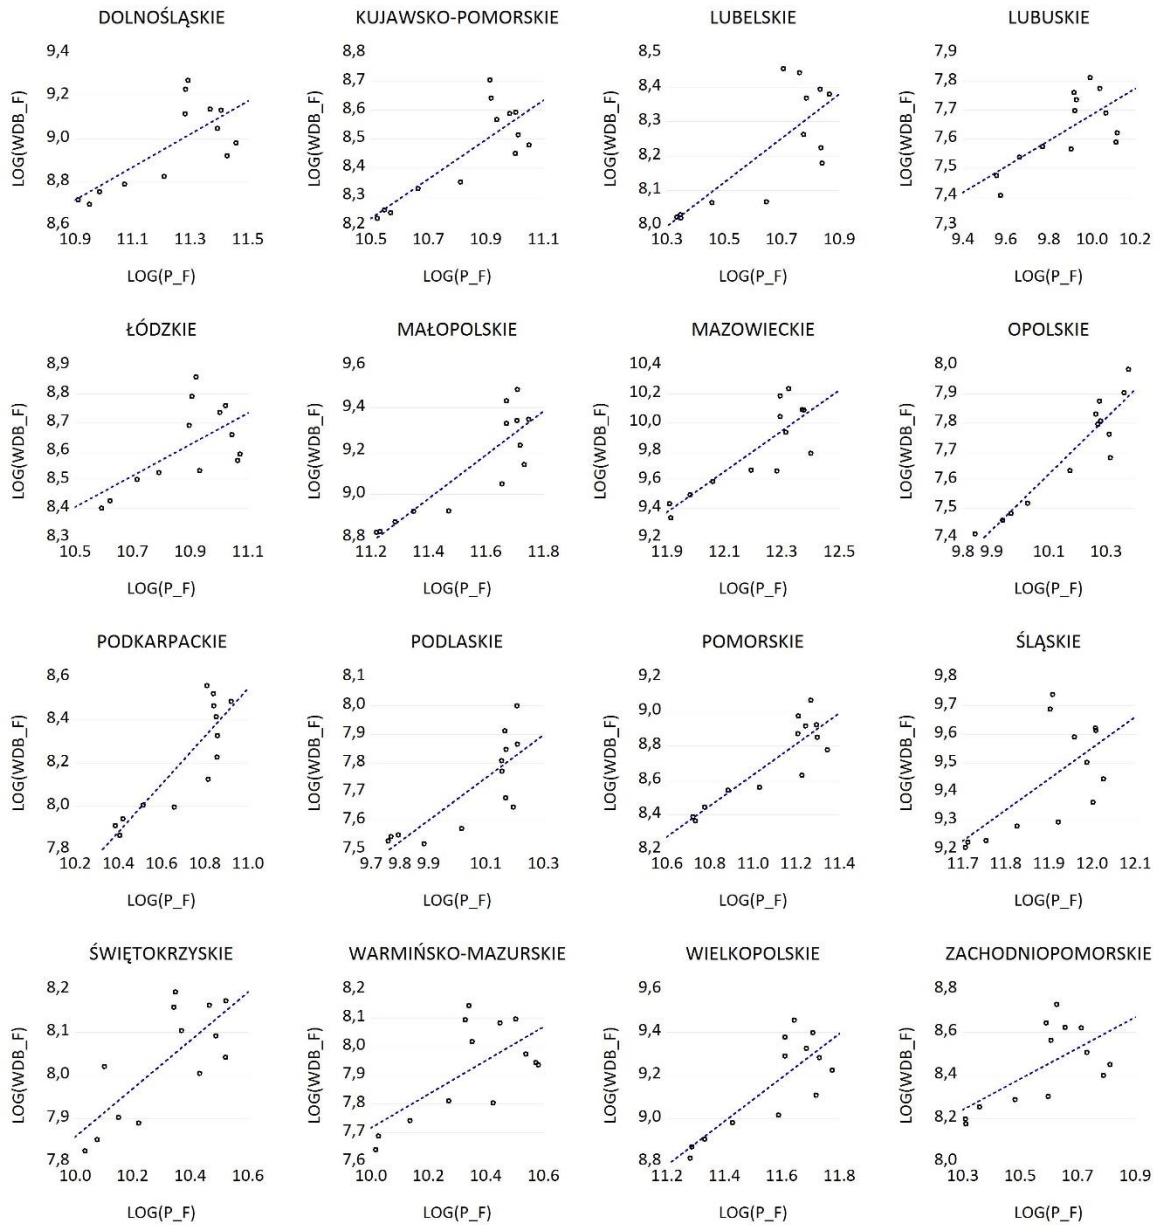 DOLNOŚLĄSKIE
LOG(WDB_F)
9,4
9,2
9,0
8,8
8,6
10.9 11.1 11.3 11.5
LOG(P_F)
KUJAWSKO-POMORSKIE
LOG(WDB_F)
8,8
8,7
8,6
8,5
8,4
8,3
8,2
10.5 10.7 10.9 11.1
LOG(P_F)
LUBELSKIE
LOG(WDB_F)
8,5
8,4
8,3
8,2
8,1
8,0
10.3 10.5 10.7 10.9
LOG(P_F)
LUBUSKIE
LOG(WDB_F)
7,9
7,8
7,7
7,6
7,5
7,4
7,3
9.4 9.6 9.8 10.0 10.2
LOG(P_F)
ŁÓDZKIE
LOG(WDB_F)
8,9
8,8
8,7
8,6
8,5
8,4
8,3
10.5 10.7 10.9 11.1
LOG(P_F)
MAŁOPOLSKIE
LOG(WDB_F)
9,6
9,4
9,2
9,0
8,8
11.2 11.4 11.6 11.8
LOG(P_F)
MAZOWIECKIE
LOG(WDB_F)
10,4
10,2
10,0
9,8
9,6
9,4
9,2
11.9 12.1 12.3 12.5
LOG(P_F)
OPOLSKIE
LOG(WDB_F)
8,0
7,9
7,8
7,7
7,6
7,5
7,4
9.8 9.9 10.1 10.3
LOG(P_F)
PODKARPACKIE
LOG(WDB_F)
8,6
8,4
8,2
8,0
7,8
10.2 10.4 10.6 10.8 11.0
LOG(P_F)
PODLASKIE
LOG(WDB_F)
8,1
8,0
7,9
7,8
7,7
7,6
7,5
9.7 9.8 9.9 10.1 10.3
LOG(P_F)
POMORSKIE
LOG(WDB_F)
9,2
9,0
8,8
8,6
8,4
8,2
10.6 10.8 11.0 11.2 11.4
LOG(P_F)
ŚLĄSKIE
LOG(WDB_F)
9,8
9,7
9,6
9,5
9,4
9,3
9,2
11.7 11.8 11.9 12.0 12.1
LOG(P_F)
ŚWIĘTOKRZYSKIE
LOG(WDB_F)
8,2
8,1
8,0
7,9
7,8
10.0 10.2 10.4 10.6
LOG(P_F)
WARMIŃSKO-MAZURSKIE
LOG(WDB_F)
8,2
8,1
8,0
7,9
7,8
7,7
7,6
10.0 10.2 10.4 10.6
LOG(P_F)
WIELKOPOLSKIE
LOG(WDB_F)
9,6
9,4
9,2
9,0
8,8
11.2 11.4 11.6 11.8
LOG(P_F)
ZACHODNIOPOMORSKIE
LOG(WDB_F)
8,8
8,6
8,4
8,2
8,0
10.3 10.5 10.7 10.9
LOG(P_F)